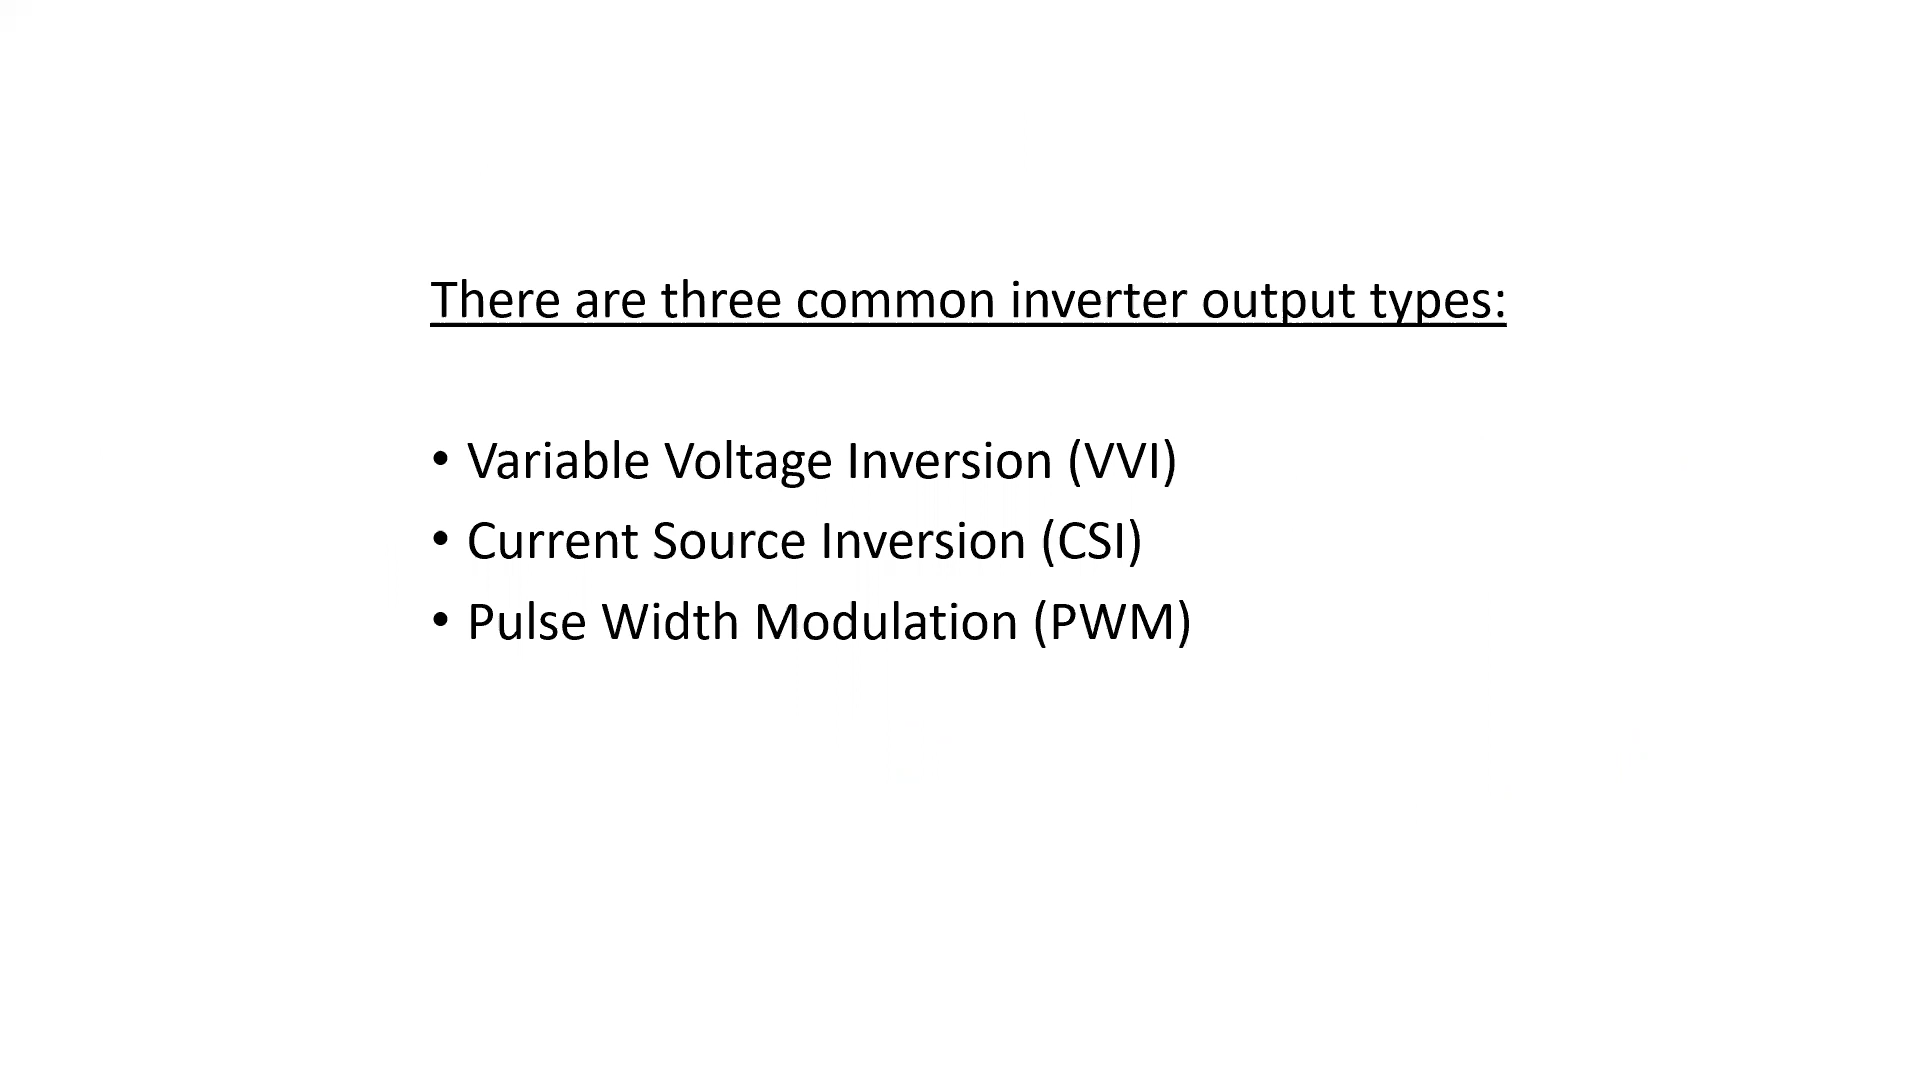 There are three common inverter output types:
• Variable Voltage Inversion (VVI)
• Current Source Inversion (CSI)
• Pulse Width Modulation (PWM)